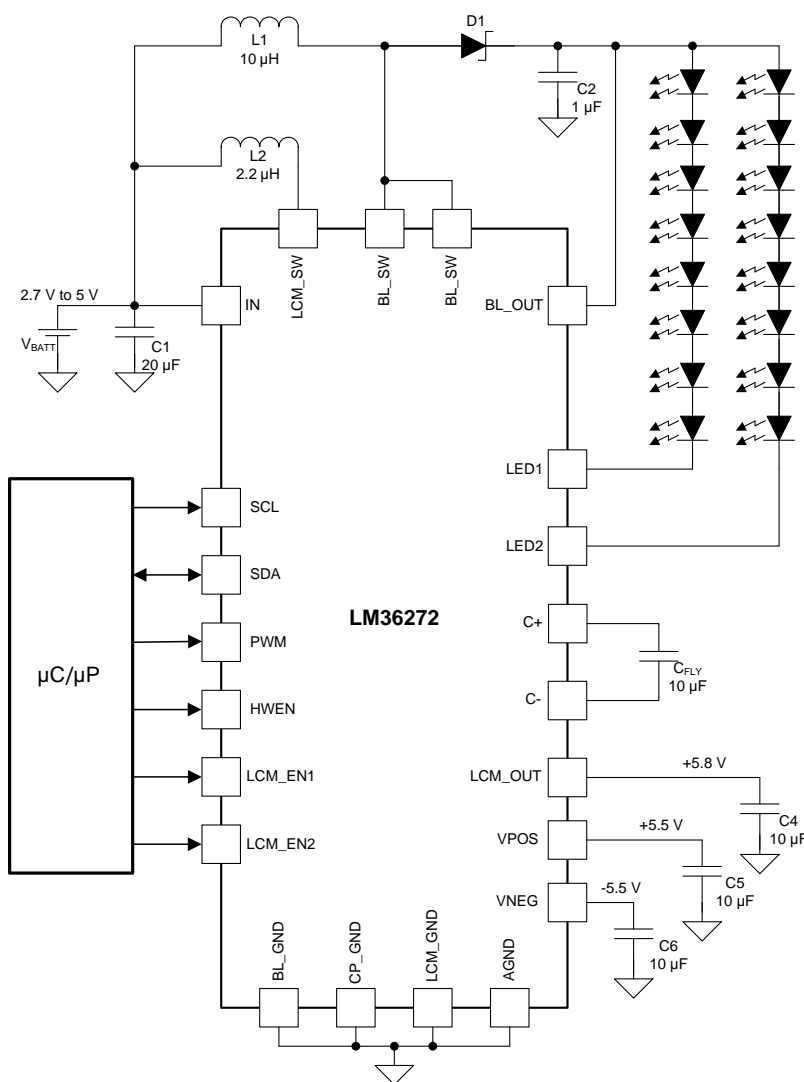 D1
L1
10 µH
C2
1 µF
L2
2.2 µH
LCM_SW
BL_SW
BL_SW
2.7 V to 5 V
IN
BL_OUT
VBATT
C1
20 µF
LED1
SCL
LED2
SDA
LM36272
C+
PWM
µC/µP
CFLY
10 µF
HWEN
C-
LCM_EN1
LCM_OUT
+5.8 V
C4
10 µF
LCM_EN2
VPOS
+5.5 V
C5
10 µF
VNEG
-5.5 V
C6
10 µF
BL_GND
CP_GND
LCM_GND
AGND